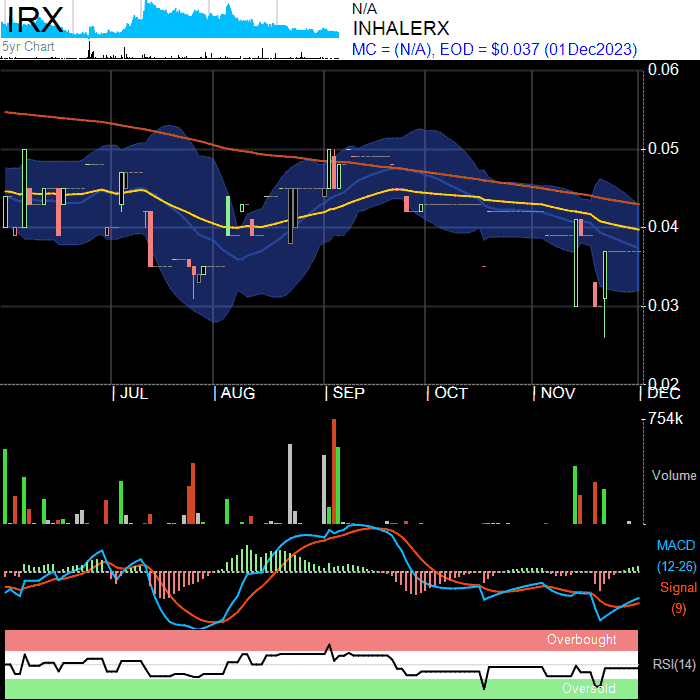 IRX
5yr Chart
N/A
INHALERX
MC = (N/A), EOD = $0.037 (01Dec2023)
0.06
0.05
0.04
0.03
0.02
JUL
AUG
SEP
OCT
NOV
DEC
754k
Volume
MACD
(12-26)
Signal
(9)
Overbought
RSI(14)
Oversold